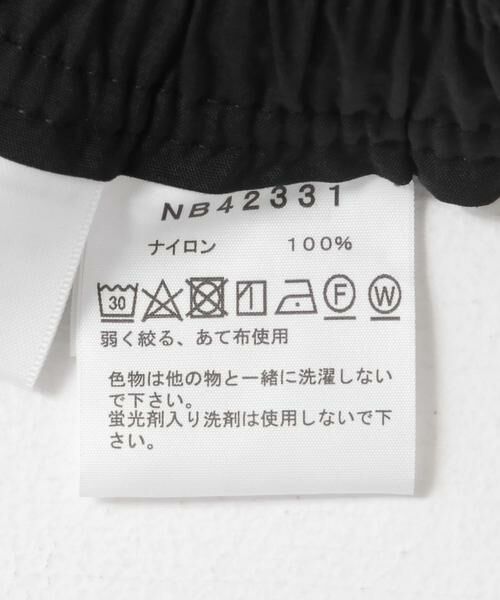 NB42331
ナイロン 100%
30 F W
弱く絞る、あて布使用
色物は他の物と一緒に洗濯しない
で下さい。
蛍光剤入り洗剤は使用しないで下
さい。